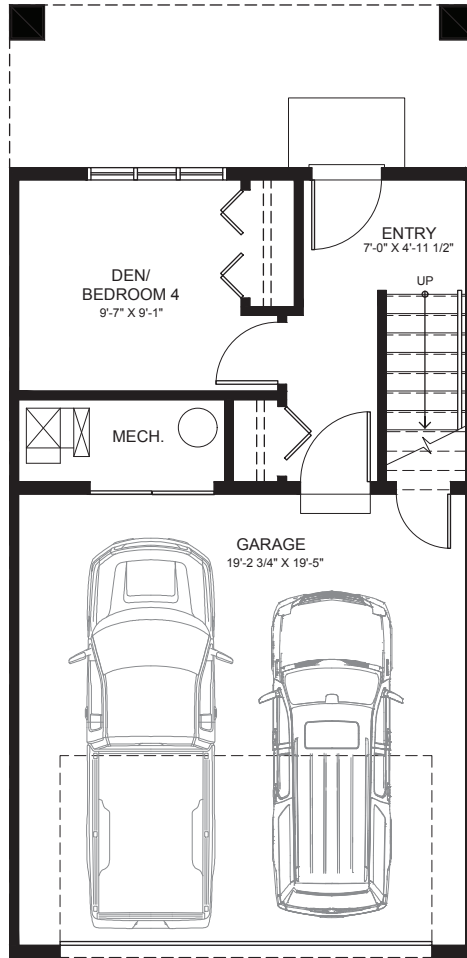 ENTRY
7'-0" X 4'-11 1/2"
DEN/
BEDROOM 4
9'-7" X 9'-1"
UP
MECH.
GARAGE
19'-2 3/4" X 19'-5"